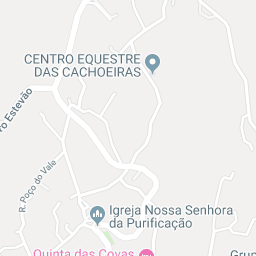 CENTRO EQUESTRE
DAS CACHOEIRAS
Estevão
R. Poço do Vale
Igreja Nossa Senhora
da Purificação
Quinta das Covas